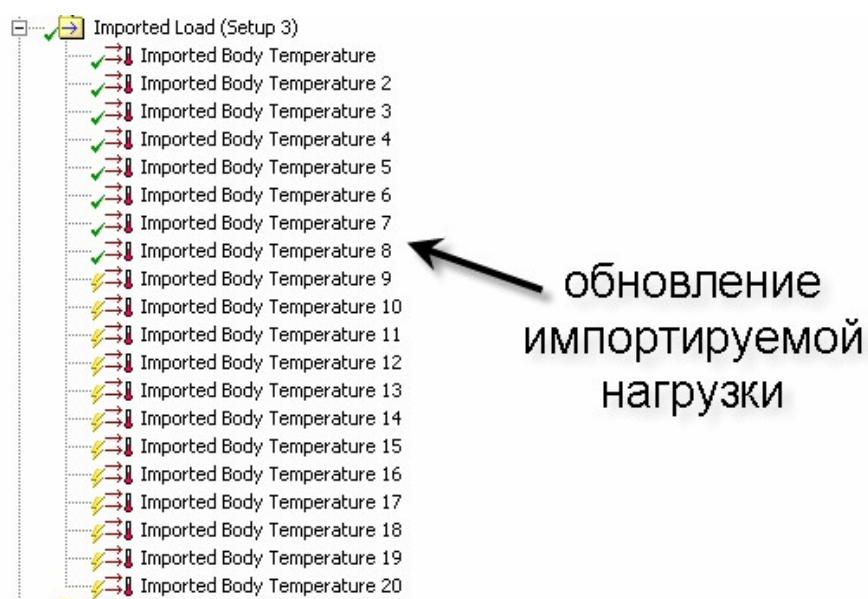 Imported Load (Setup 3)
Imported Body Temperature
Imported Body Temperature 2
Imported Body Temperature 3
Imported Body Temperature 4
Imported Body Temperature 5
Imported Body Temperature 6
Imported Body Temperature 7
Imported Body Temperature 8
Imported Body Temperature 9
Imported Body Temperature 10
Imported Body Temperature 11
Imported Body Temperature 12
Imported Body Temperature 13
Imported Body Temperature 14
Imported Body Temperature 15
Imported Body Temperature 16
Imported Body Temperature 17
Imported Body Temperature 18
Imported Body Temperature 19
Imported Body Temperature 20
обновление
импортируемой
нагрузки